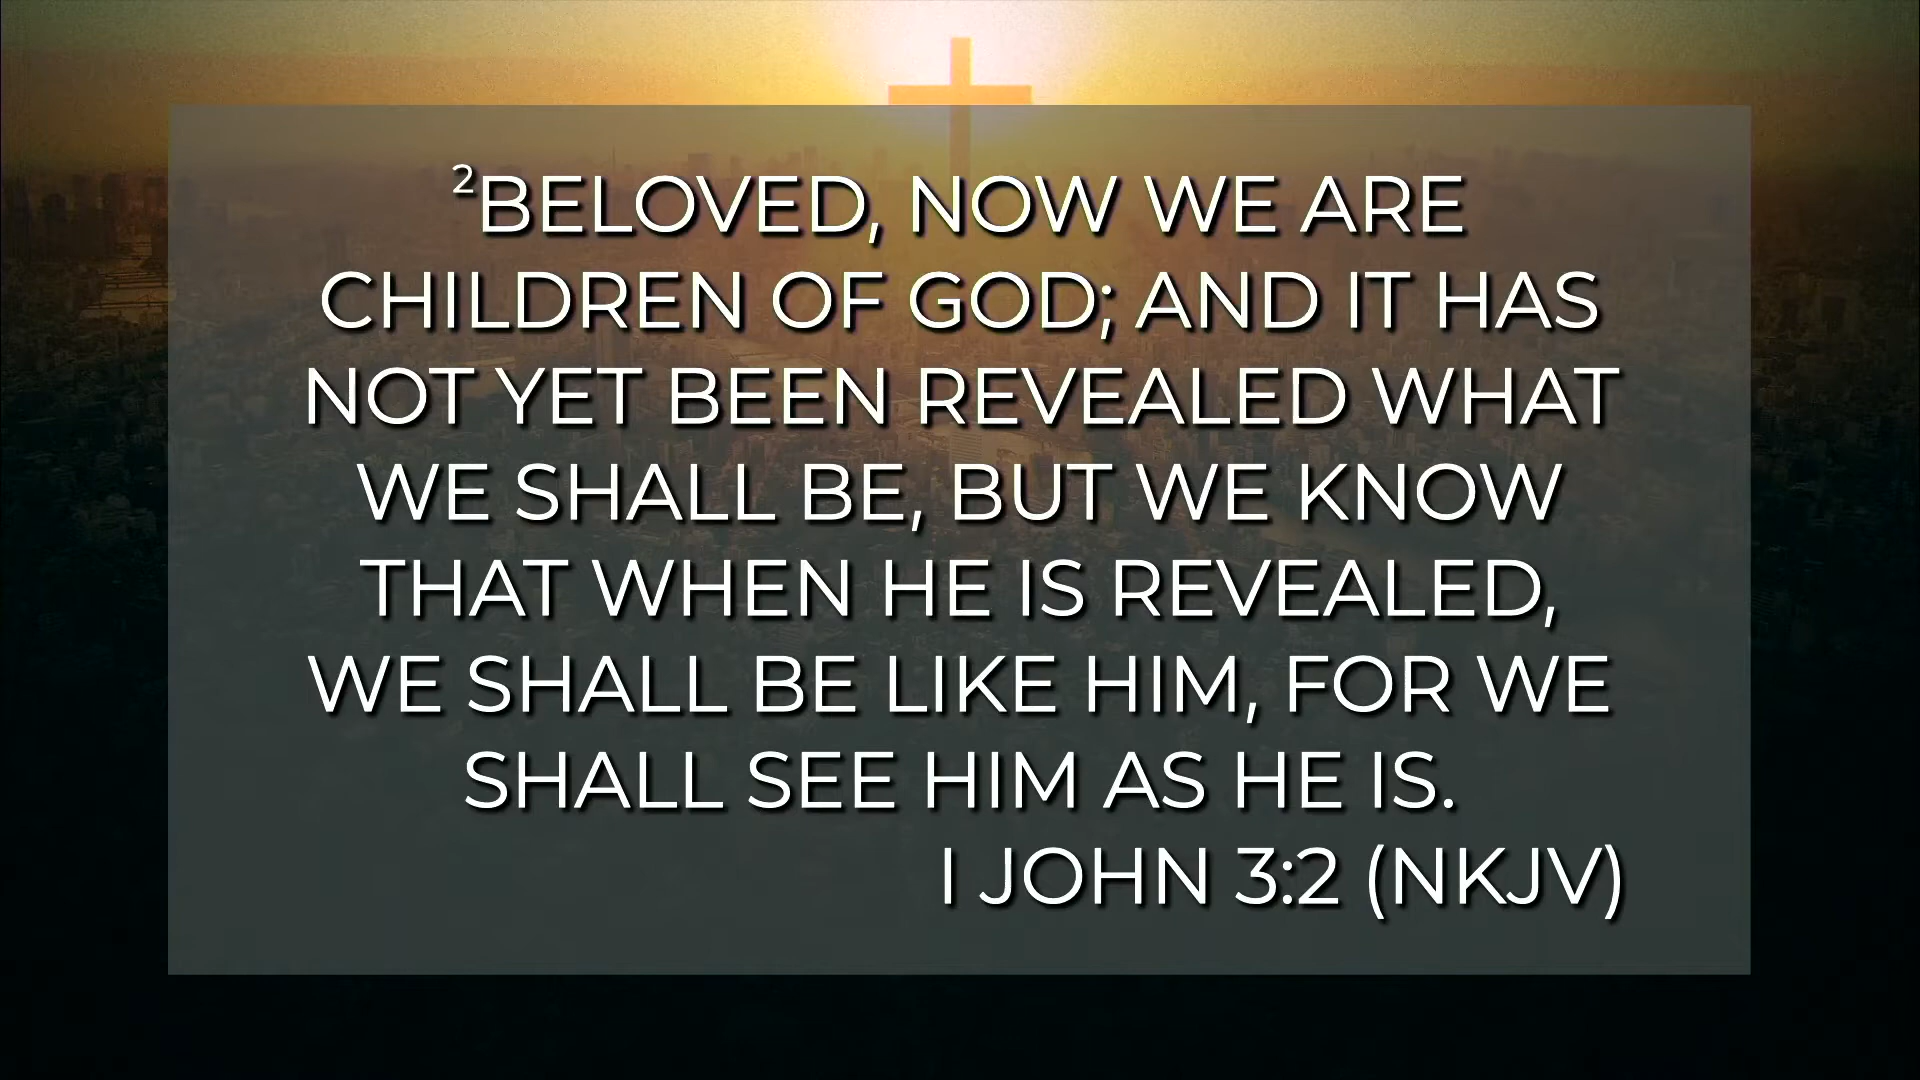 ²BELOVED, NOW WE ARE
CHILDREN OF GOD; AND IT HAS
NOT YET BEEN REVEALED WHAT
WE SHALL BE, BUT WE KNOW
THAT WHEN HE IS REVEALED,
WE SHALL BE LIKE HIM, FOR WE
SHALL SEE HIM AS HE IS.
I JOHN 3:2 (NKJV)